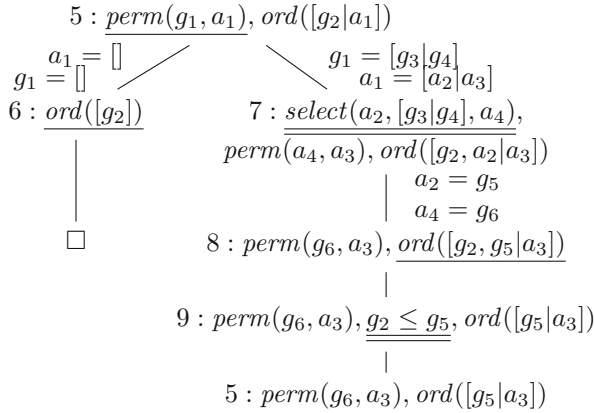 5 : perm(g₁, a₁), ord([g₂|a₁])
a₁ = []
g₁ = []
g₁ = [g₃|g₄]
a₁ = [a₂|a₃]
6 : ord([g₂])
7 : select(a₂, [g₃|g₄], a₄),
perm(a₄, a₃), ord([g₂, a₂|a₃])
a₂ = g₅
a₄ = g₆
□
8 : perm(g₆, a₃), ord([g₂, g₅|a₃])
9 : perm(g₆, a₃), g₂ ≤ g₅, ord([g₅|a₃])
5 : perm(g₆, a₃), ord([g₅|a₃])